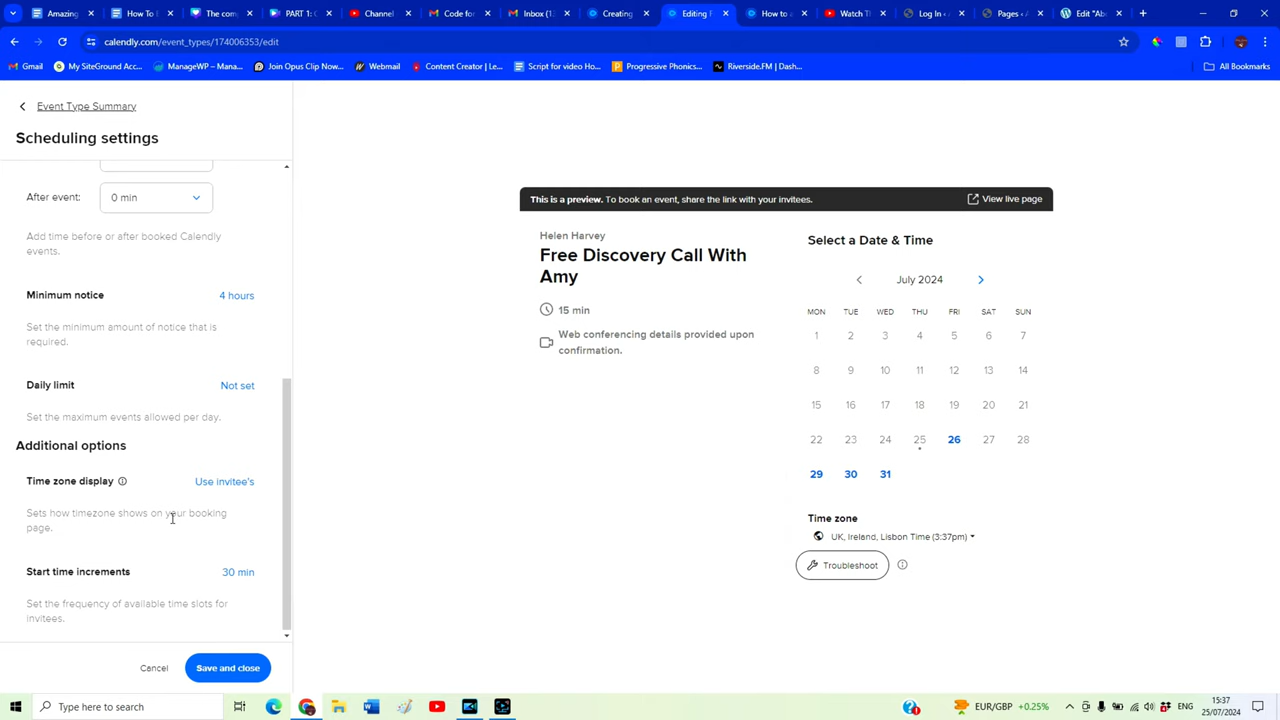 Amazing
How To B
The comp
PART 1: C
Channel
Code for
Inbox (1
Creating
Editing F
How to a
Watch Th
Log In ‹
Pages ‹ A
Edit "Ab
calendly.com/event_types/174006353/edit
Gmail
My SiteGround Acc...
ManageWP – Mana...
Join Opus Clip Now...
Webmail
Content Creator | Le...
Script for video Ho...
Progressive Phonics...
Riverside.FM | Dash...
All Bookmarks
Event Type Summary
Scheduling settings
After event:
0 min
Add time before or after booked Calendly
events.
Minimum notice
4 hours
Set the minimum amount of notice that is
required.
Daily limit
Not set
Set the maximum events allowed per day.
Additional options
Time zone display
Use invitee's
Sets how timezone shows on your booking
page.
Start time increments
30 min
Set the frequency of available time slots for
invitees.
Cancel
Save and close
This is a preview. To book an event, share the link with your invitees.
View live page
Helen Harvey
Free Discovery Call With
Amy
15 min
Web conferencing details provided upon
confirmation.
Select a Date & Time
July 2024
MON TUE WED THU FRI SAT SUN
1 2 3 4 5 6 7
8 9 10 11 12 13 14
15 16 17 18 19 20 21
22 23 24 25 26 27 28
29 30 31
Time zone
UK, Ireland, Lisbon Time (3:37pm)
Troubleshoot
Type here to search
EUR/GBP +0.25%
ENG
15:37
25/07/2024